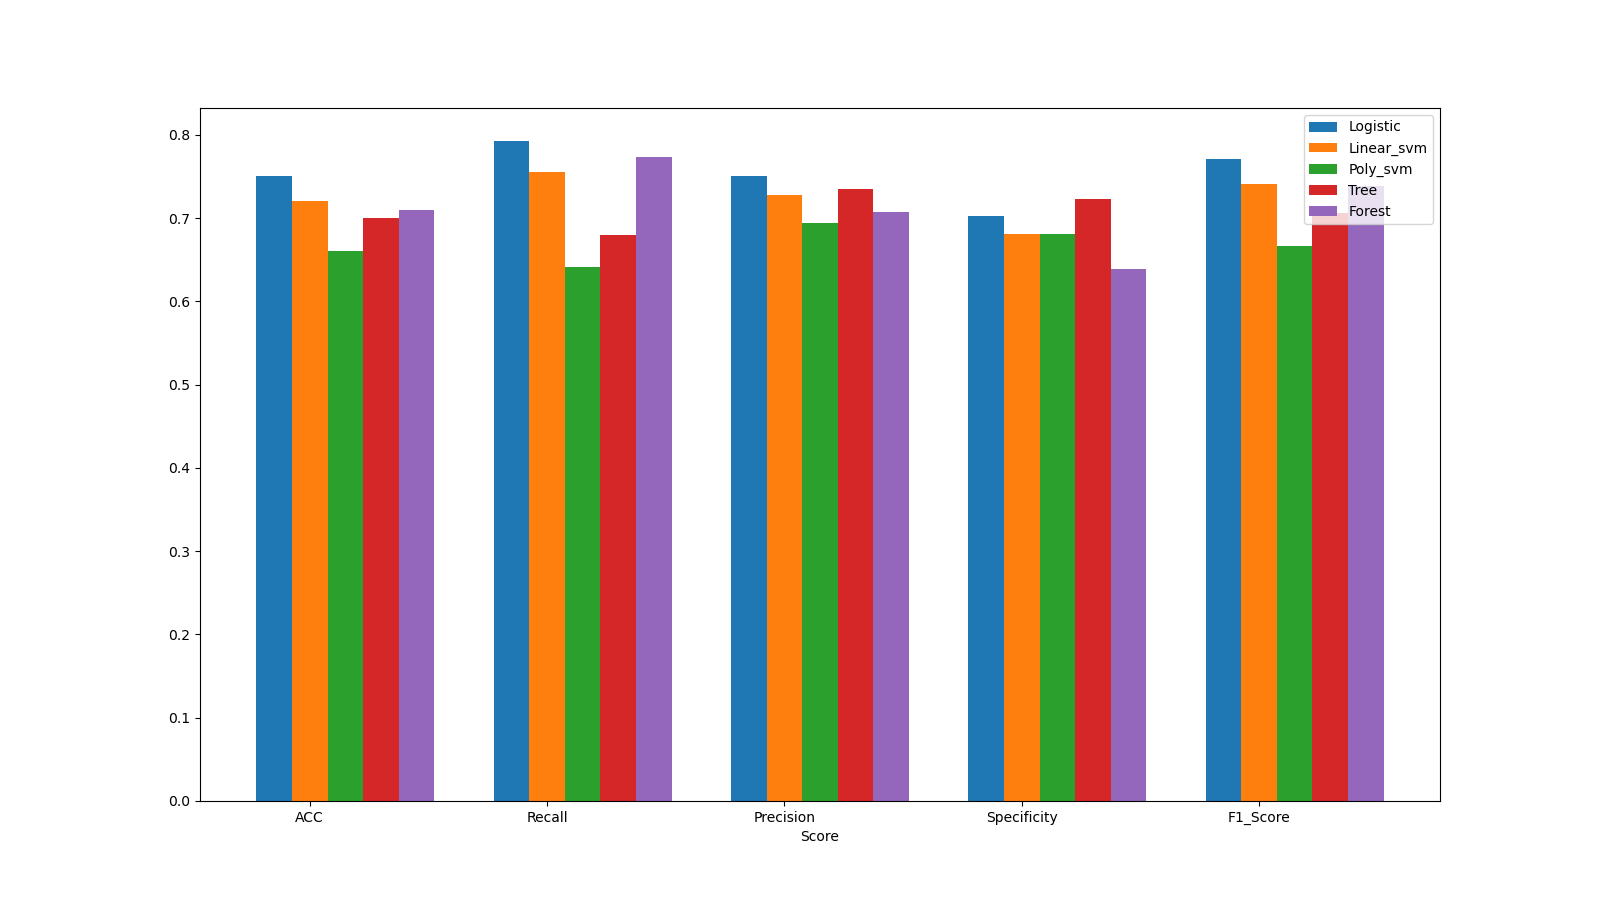 0.8
0.7
0.6
0.5
0.4
0.3
0.2
0.1
0.0
ACC Recall Precision Specificity F1_Score
Score
Logistic
Linear_svm
Poly_svm
Tree
Forest